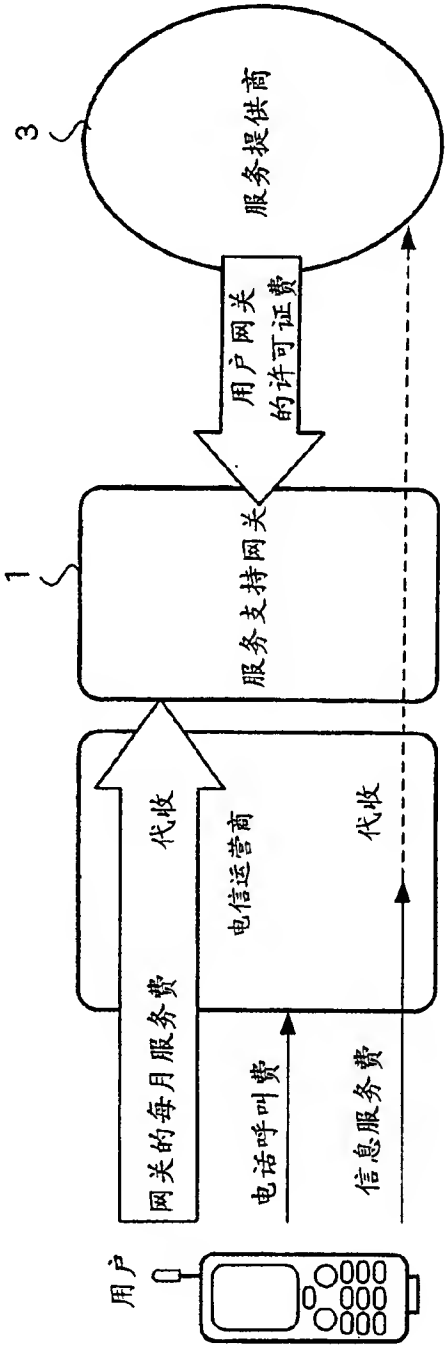 用户
网关的每月服务费
代收
电话呼叫费
电信运营商
信息服务费
代收
1
服务支持网关
用户网关
的许可证费
3
服务提供商